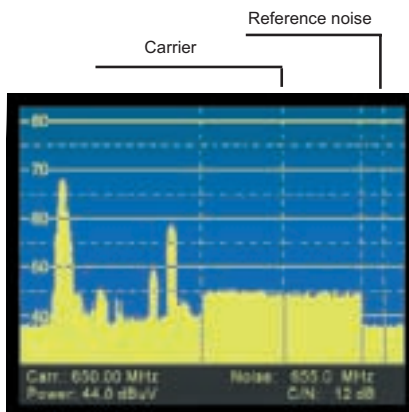 Reference noise
Carrier
80
70
60
50
40
Carr.: 650.00 MHz Noise: 655.0 MHz
Power: 44.0 dBuV C/N: 12 dB